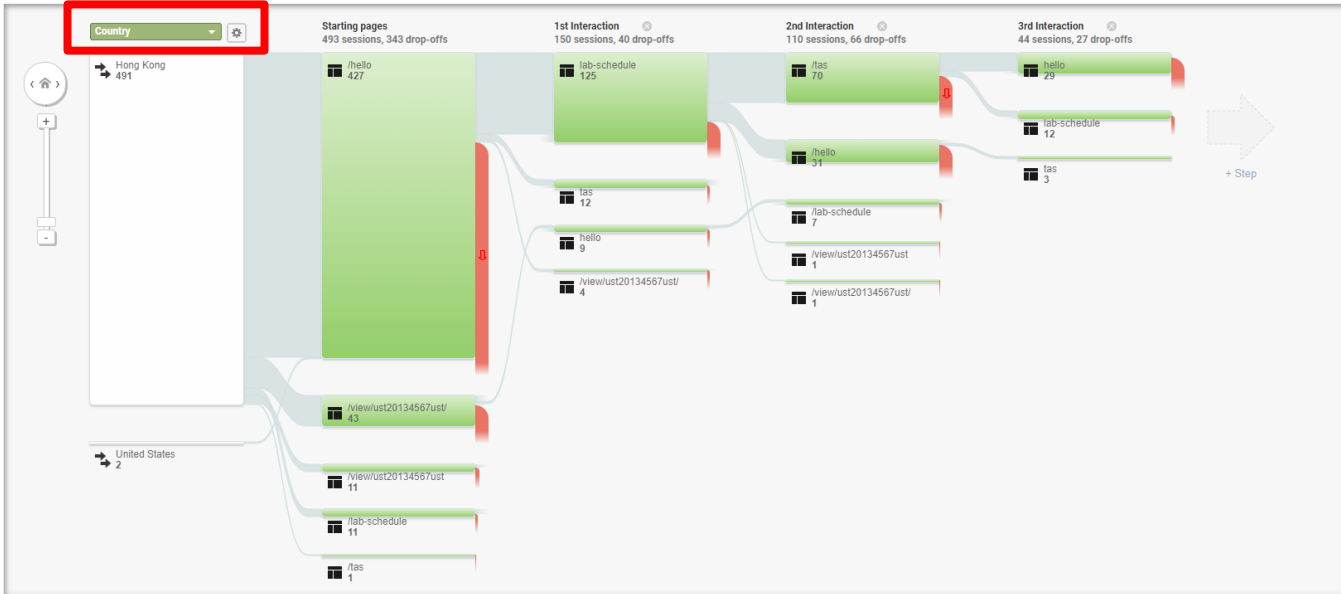 Country
Hong Kong
491
United States
2
Starting pages
493 sessions, 343 drop-offs
/hello
427
/view/ust20134567ust/
43
/view/ust20134567ust
11
/lab-schedule
11
/tas
1
1st Interaction
150 sessions, 40 drop-offs
lab-schedule
125
tas
12
hello
9
/view/ust20134567ust/
4
2nd Interaction
110 sessions, 66 drop-offs
/tas
70
/hello
31
/lab-schedule
7
/view/ust20134567ust
1
/view/ust20134567ust/
1
3rd Interaction
44 sessions, 27 drop-offs
hello
29
lab-schedule
12
tas
3
+ Step
+
-